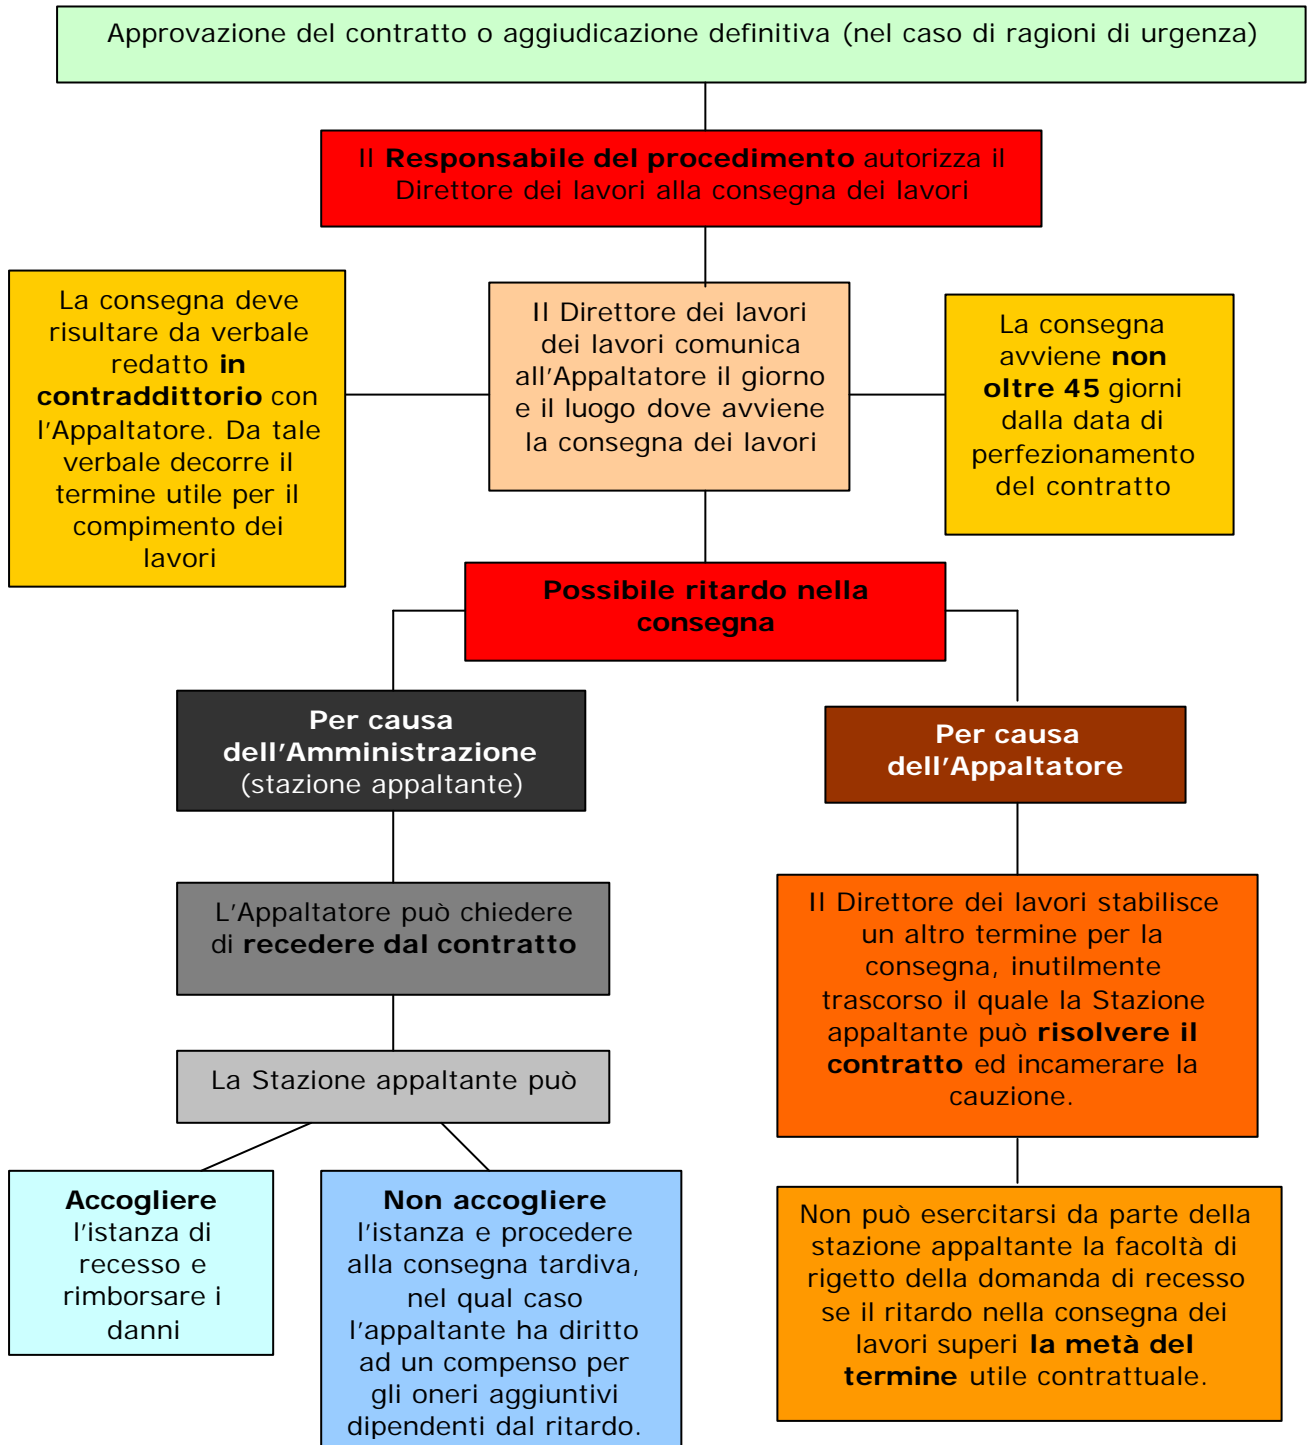 Approvazione del contratto o aggiudicazione definitiva (nel caso di ragioni di urgenza)
Il Responsabile del procedimento autorizza il
Direttore dei lavori alla consegna dei lavori
La consegna deve
risultare da verbale
redatto in
contraddittorio con
l'Appaltatore. Da tale
verbale decorre il
termine utile per il
compimento dei
lavori
Il Direttore dei lavori
dei lavori comunica
all'Appaltatore il giorno
e il luogo dove avviene
la consegna dei lavori
La consegna
avviene non
oltre 45 giorni
dalla data di
perfezionamento
del contratto
Possibile ritardo nella
consegna
Per causa
dell'Amministrazione
(stazione appaltante)
Per causa
dell'Appaltatore
L'Appaltatore può chiedere
di recedere dal contratto
Il Direttore dei lavori stabilisce
un altro termine per la
consegna, inutilmente
trascorso il quale la Stazione
appaltante può risolvere il
contratto ed incamerare la
cauzione.
La Stazione appaltante può
Accogliere
l'istanza di
recesso e
rimborsare i
danni
Non accogliere
l'istanza e procedere
alla consegna tardiva,
nel qual caso
l'appaltante ha diritto
ad un compenso per
gli oneri aggiuntivi
dipendenti dal ritardo.
Non può esercitarsi da parte della
stazione appaltante la facoltà di
rigetto della domanda di recesso
se il ritardo nella consegna dei
lavori superi la metà del
termine utile contrattuale.